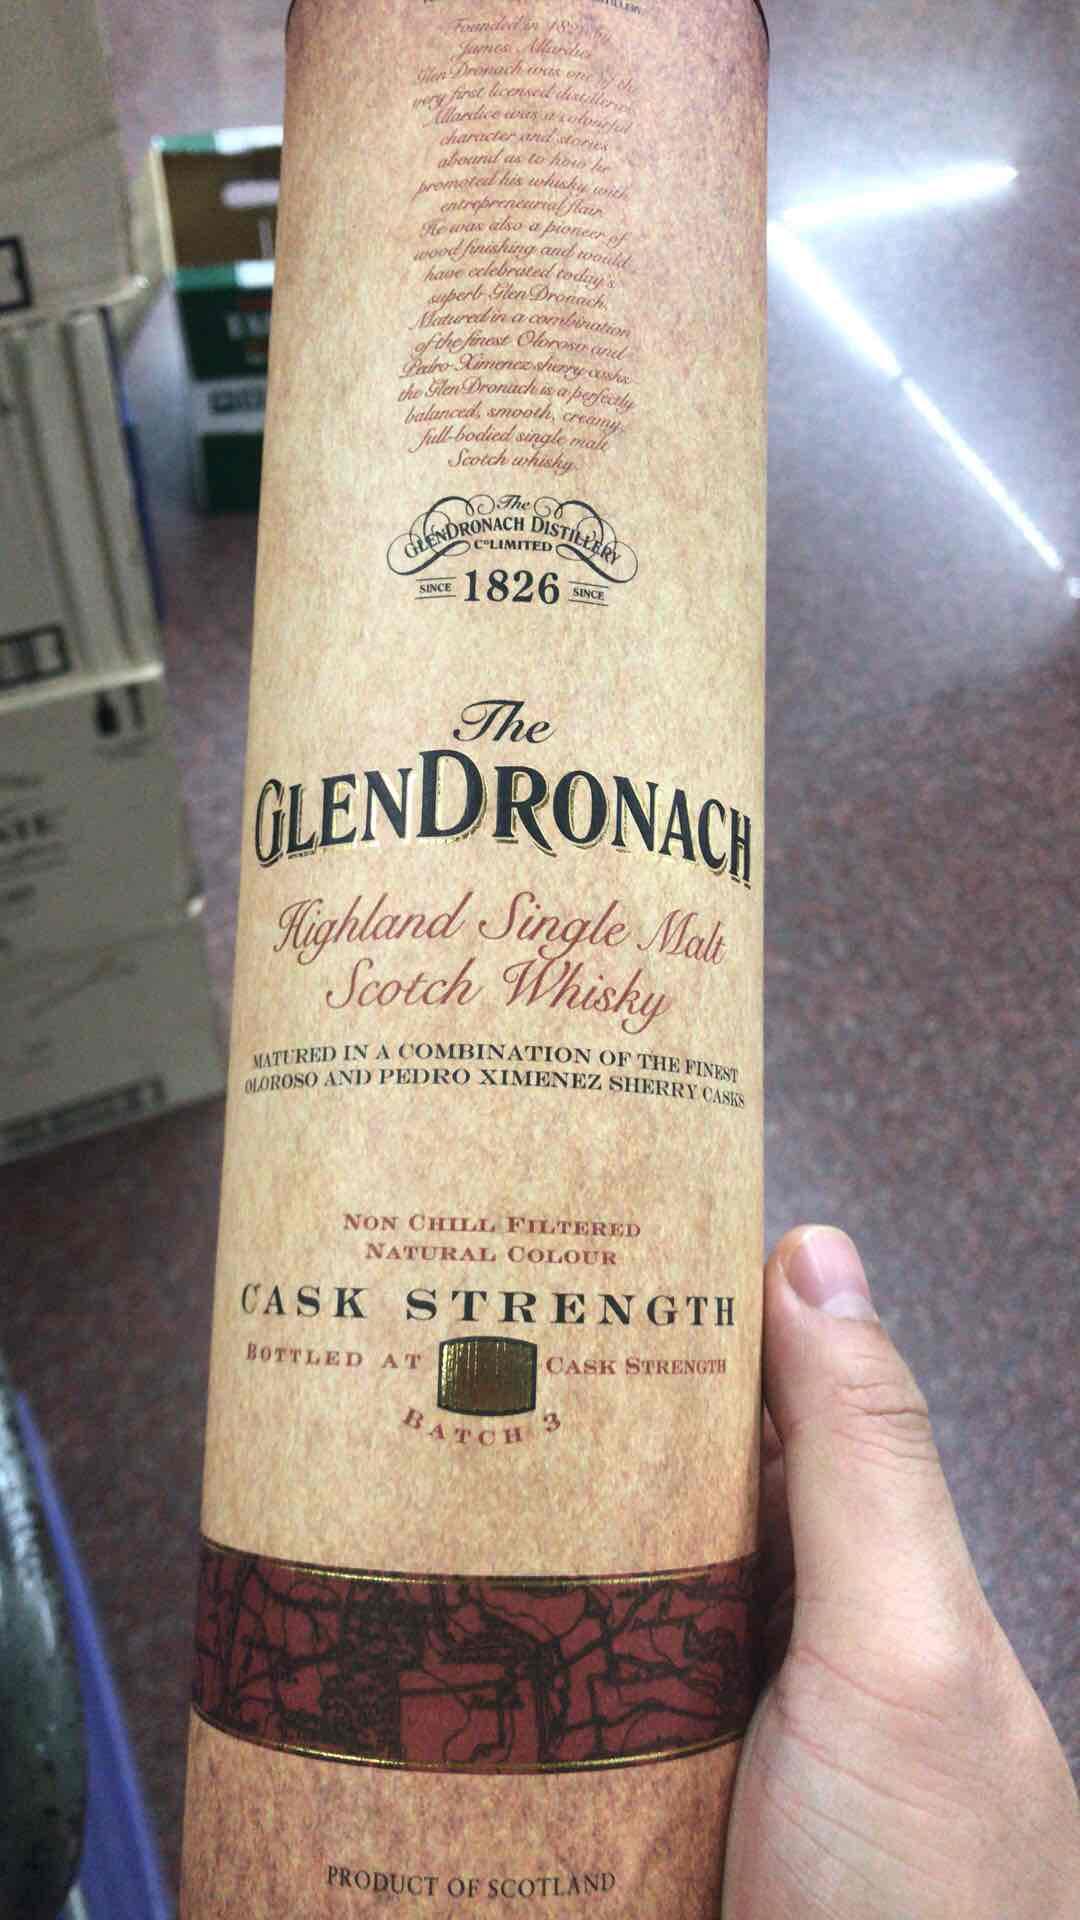 Founded in 1826 by
James Allardice
GlenDronach was one of the
very first licensed distilleries.
Allardice was a colourful
character and stories
abound as to how he
promoted his whisky with
entrepreneurial flair.
He was also a pioneer of
wood finishing and would
have celebrated today's
superb GlenDronach.
Matured in a combination
of the finest Oloroso and
Pedro Ximenez sherry casks
the GlenDronach is a perfectly
balanced, smooth, creamy,
full-bodied single malt
Scotch whisky.
The
GLENDRONACH DISTILLERY
Co LIMITED
SINCE 1826 SINCE
The
GLENDRONACH
Highland Single Malt
Scotch Whisky
MATURED IN A COMBINATION OF THE FINEST
OLOROSO AND PEDRO XIMENEZ SHERRY CASKS
NON CHILL FILTERED
NATURAL COLOUR
CASK STRENGTH
BOTTLED AT CASK STRENGTH
BATCH 3
PRODUCT OF SCOTLAND